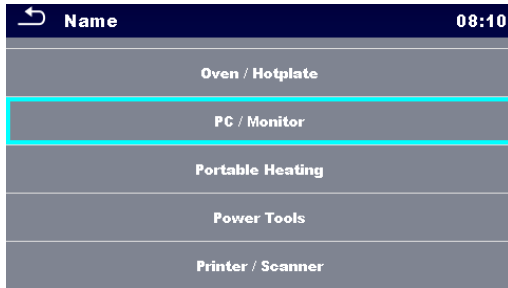 Name 08:10
Oven / Hotplate
PC / Monitor
Portable Heating
Power Tools
Printer / Scanner